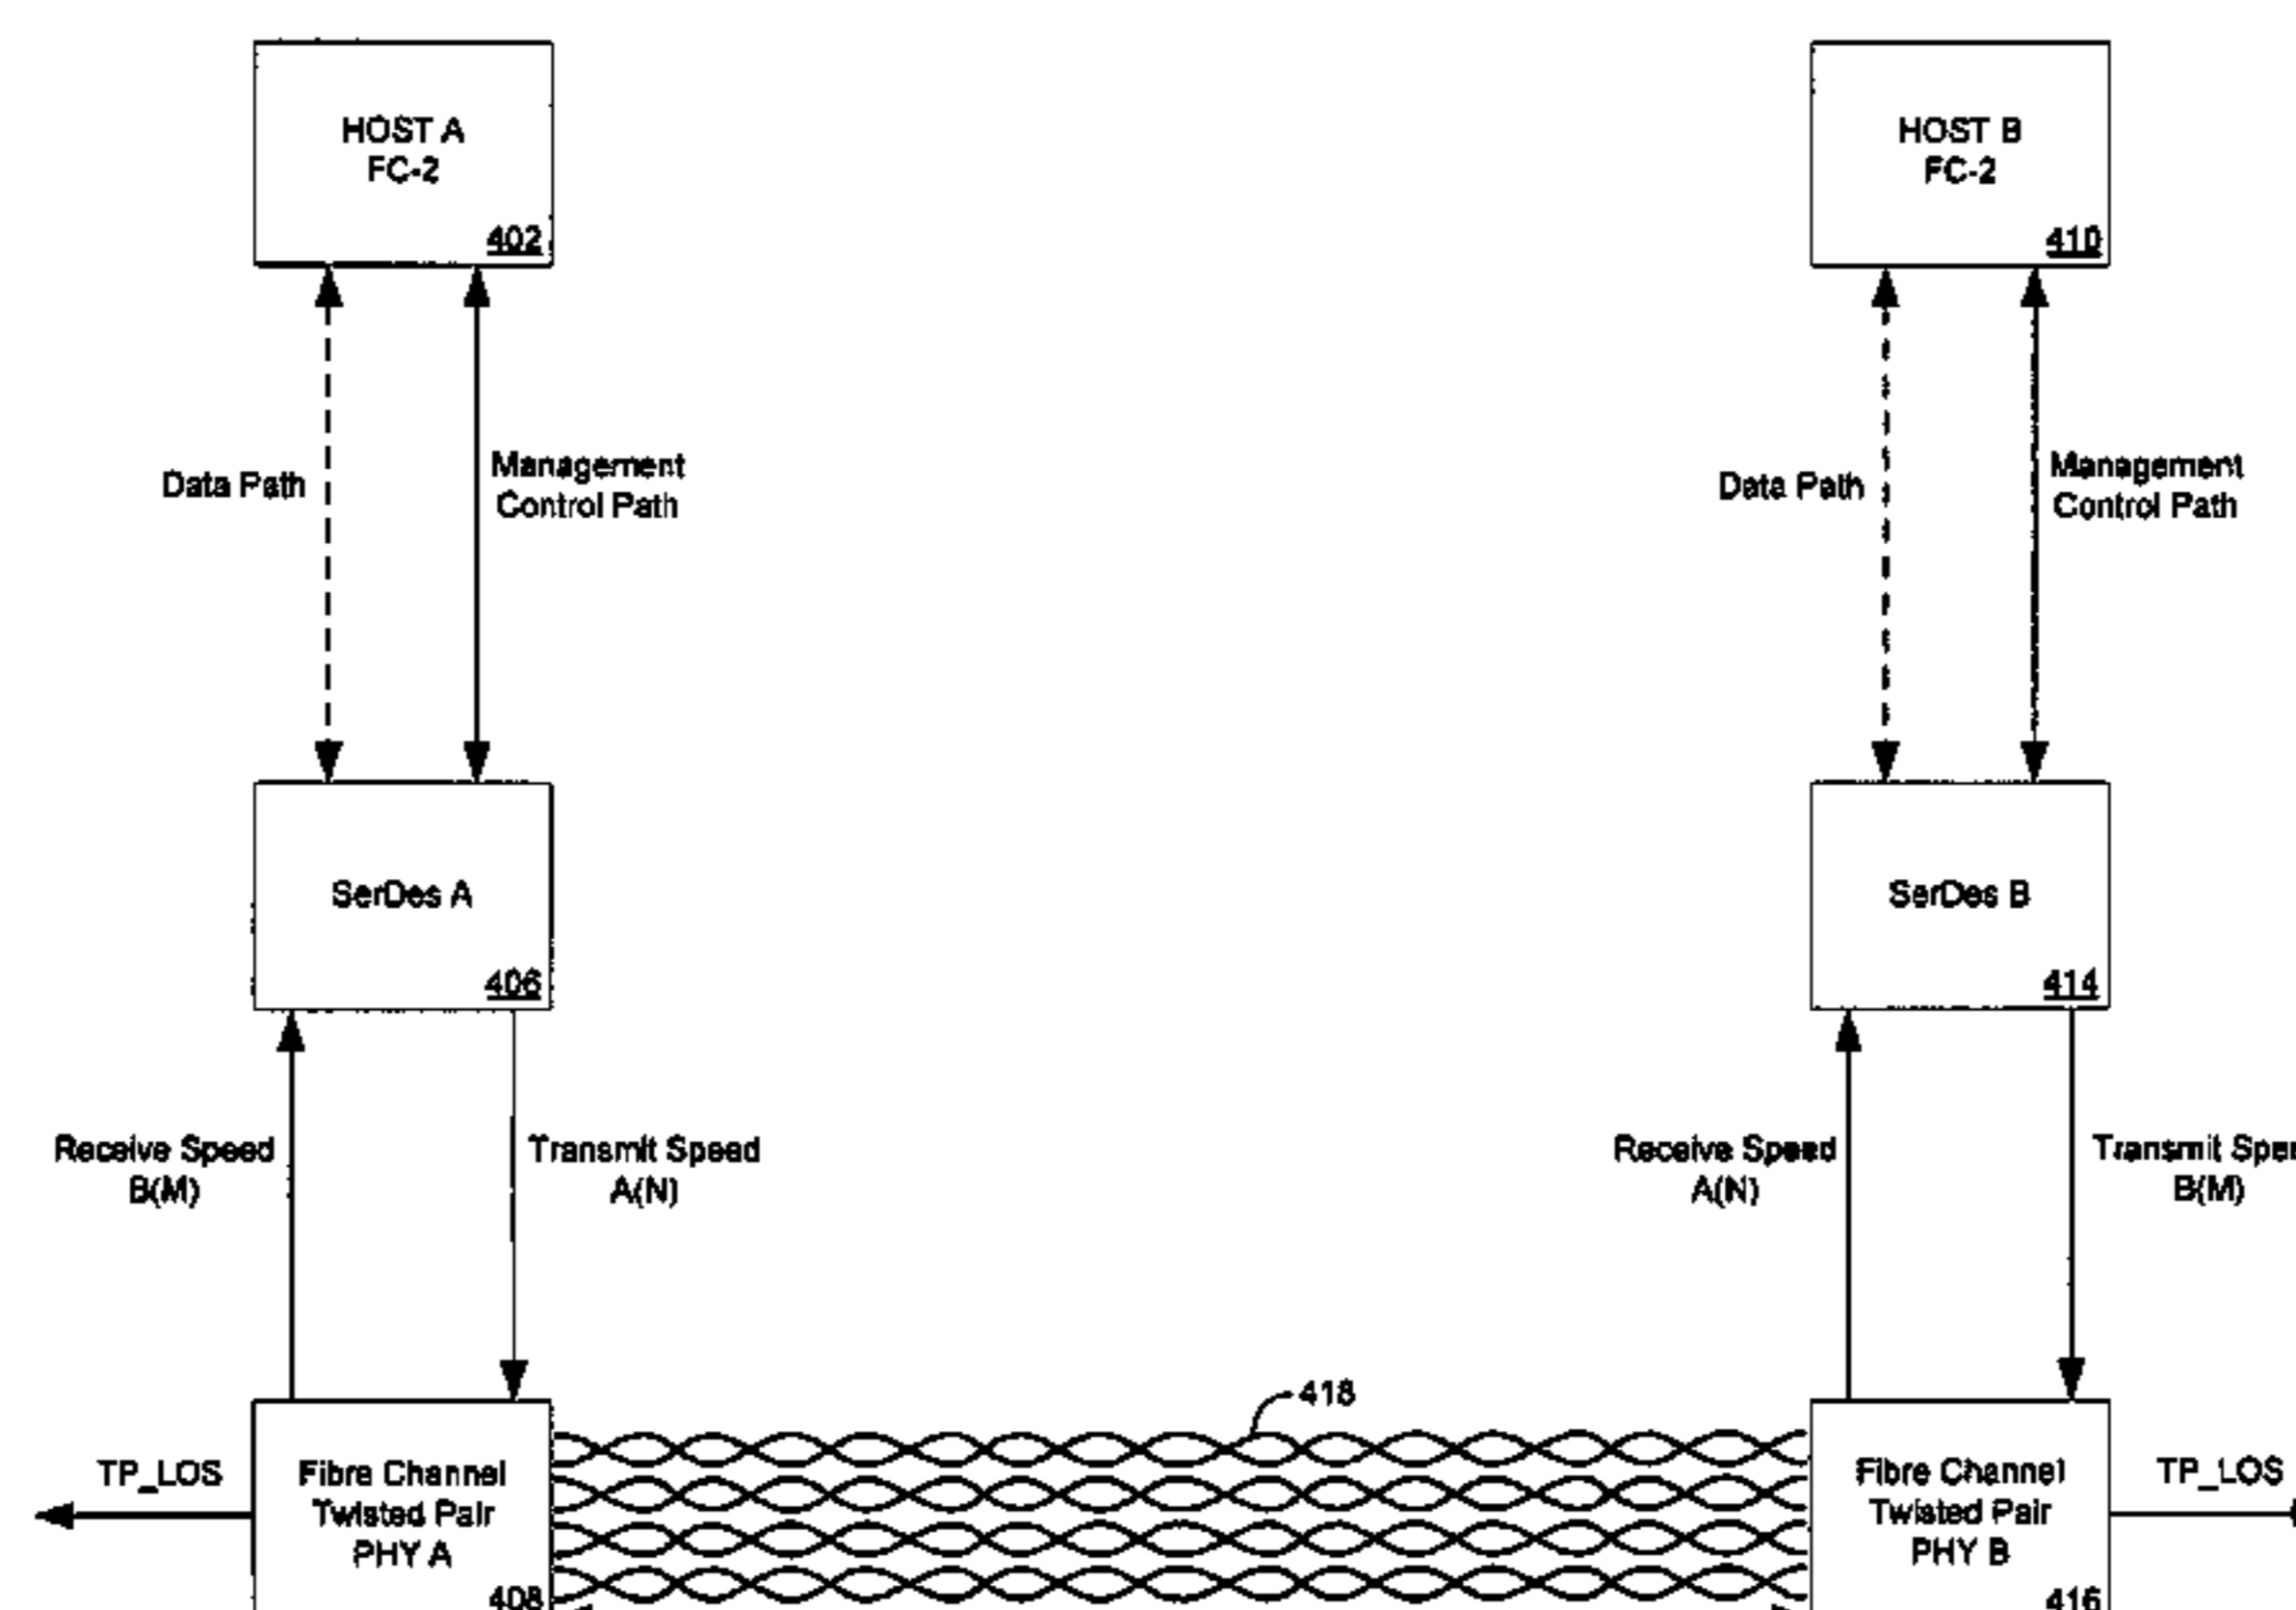 HOST A
FC-2
402
HOST B
FC-2
410
Data Path
Management
Control Path
Data Path
Management
Control Path
SerDes A
406
SerDes B
414
Receive Speed
B(M)
Transmit Speed
A(N)
Receive Speed
A(N)
Transmit
B(M)
418
TP_LOS
Fibre Channel
Twisted Pair
PHY A
408
Fibre Channel
Twisted Pair
PHY B
416
TP_LOS